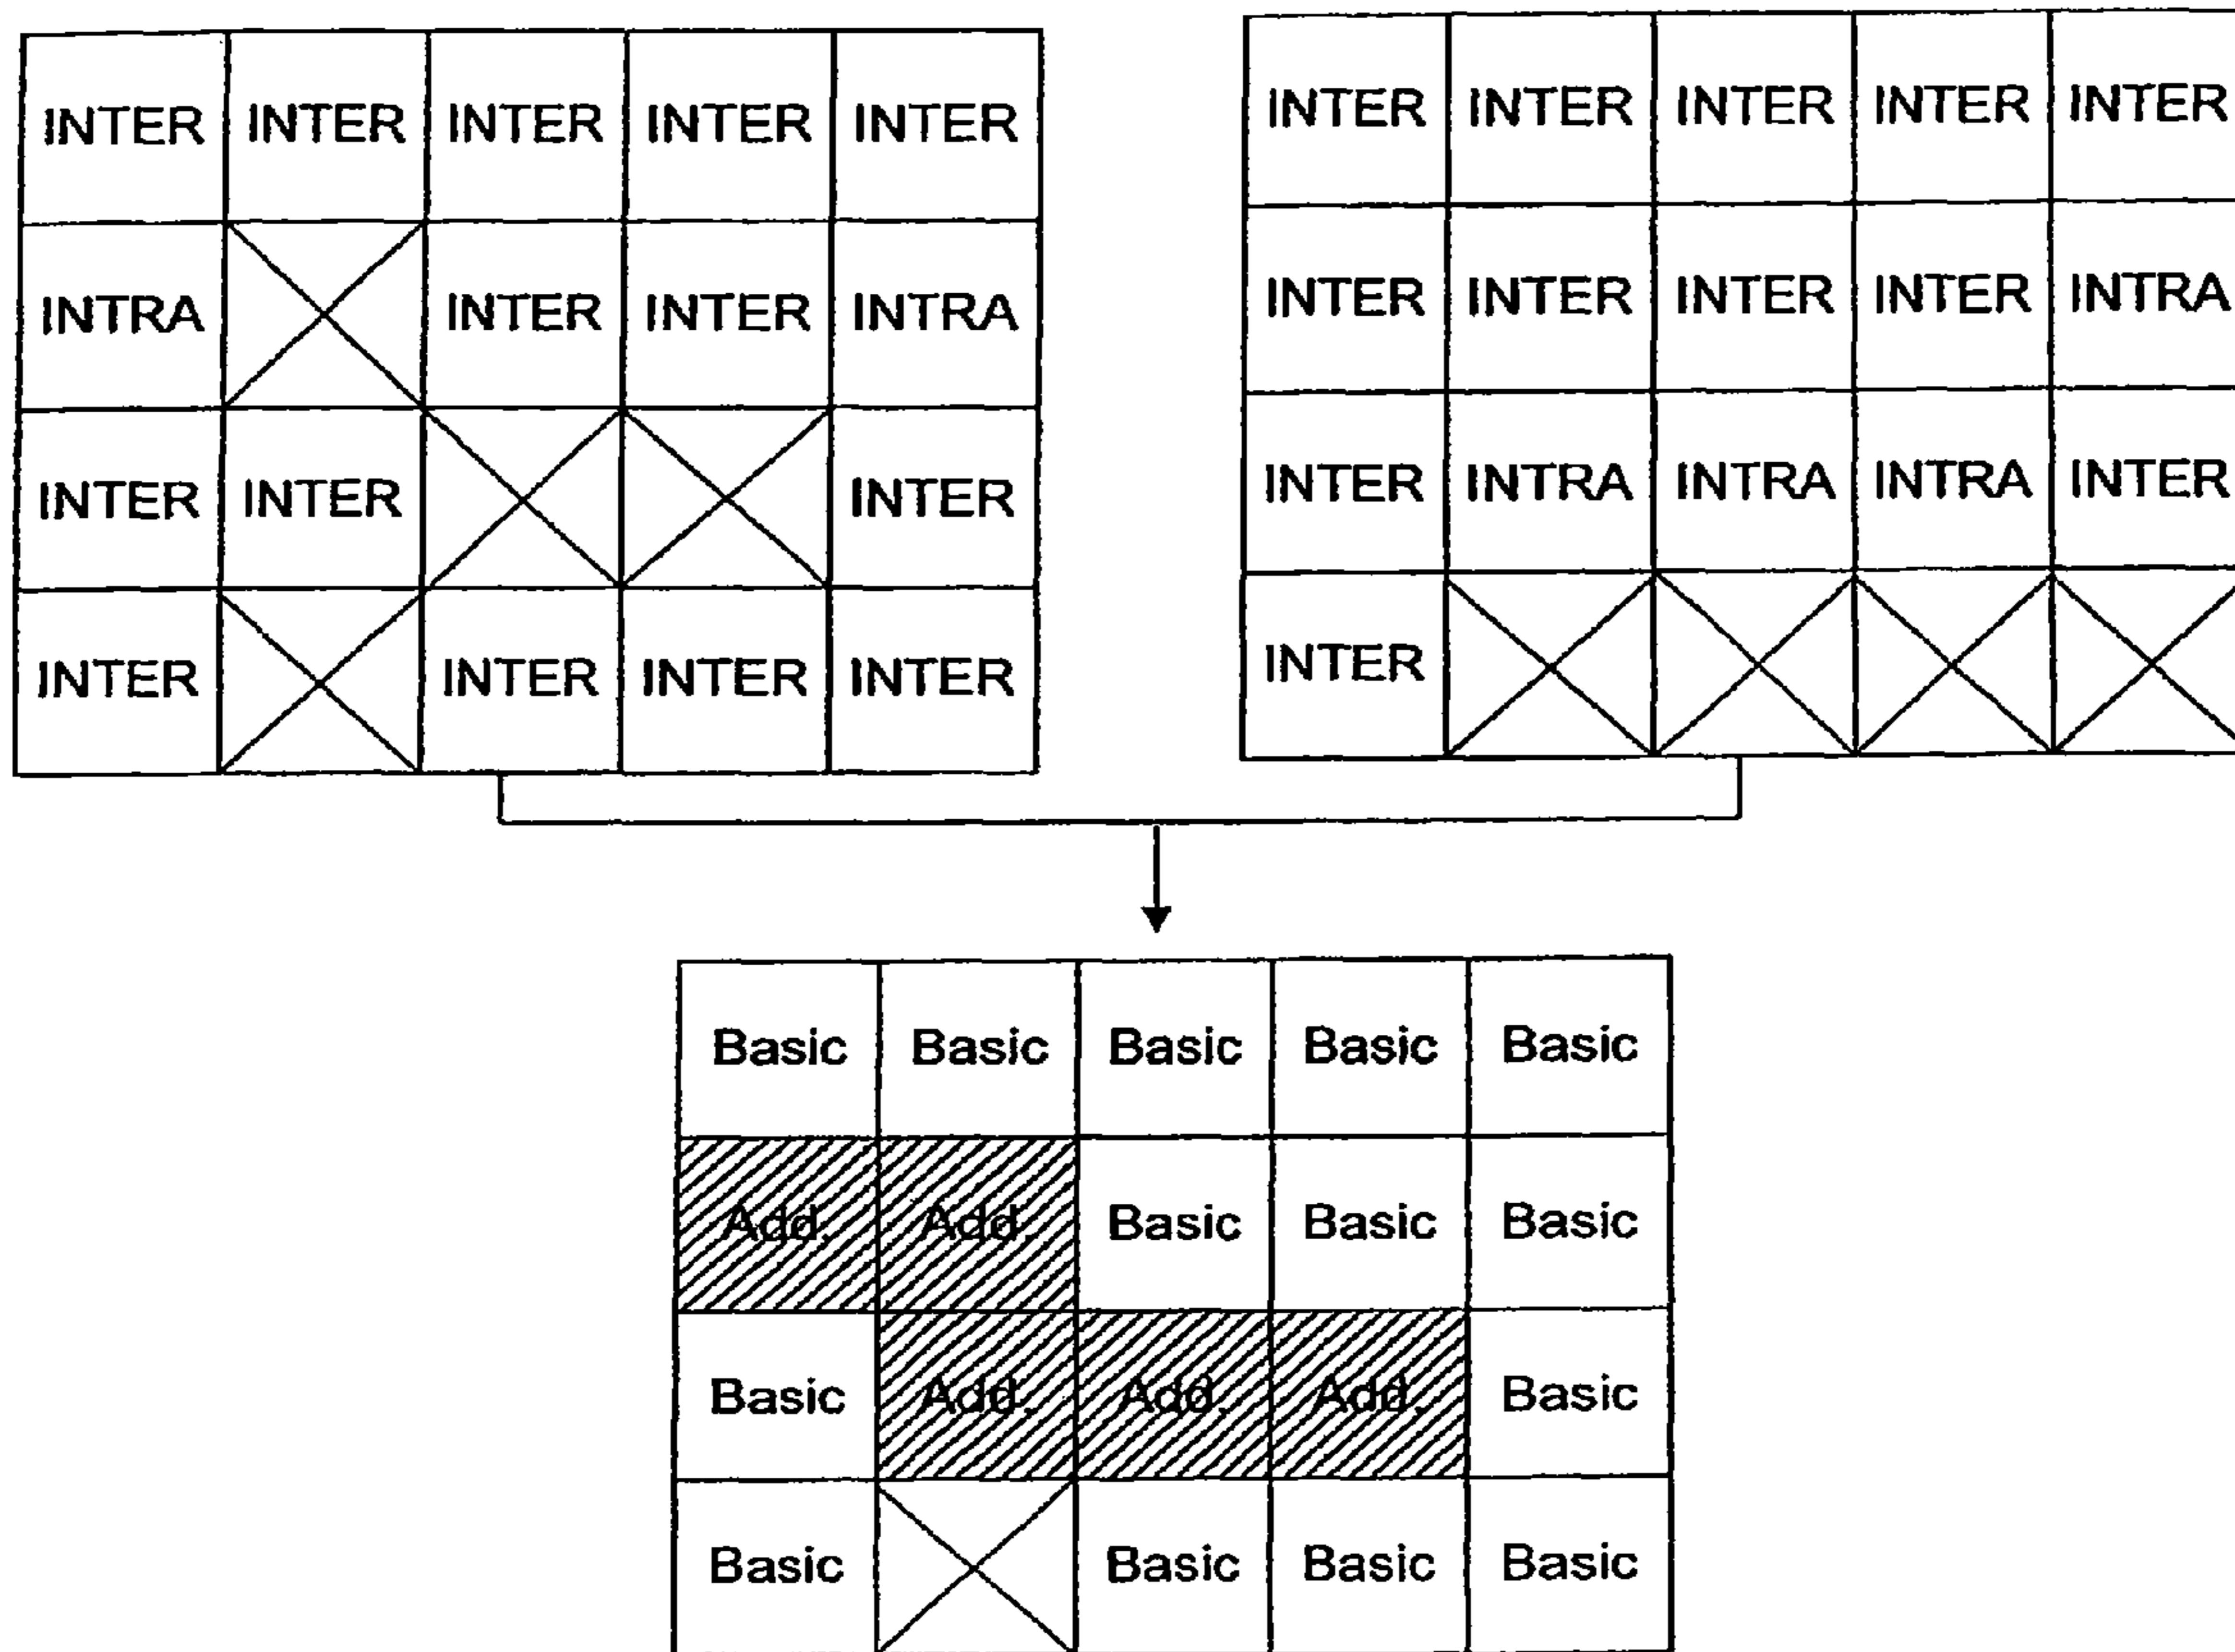 INTER INTER INTER INTER INTER
INTRA INTER INTER INTRA
INTER INTER INTER
INTER INTER INTER INTER
INTER INTER INTER INTER INTER
INTER INTER INTER INTER INTRA
INTER INTRA INTRA INTRA INTER
INTER
Basic Basic Basic Basic Basic
Add. Add. Basic Basic Basic
Basic Add. Add. Add. Basic
Basic Basic Basic Basic